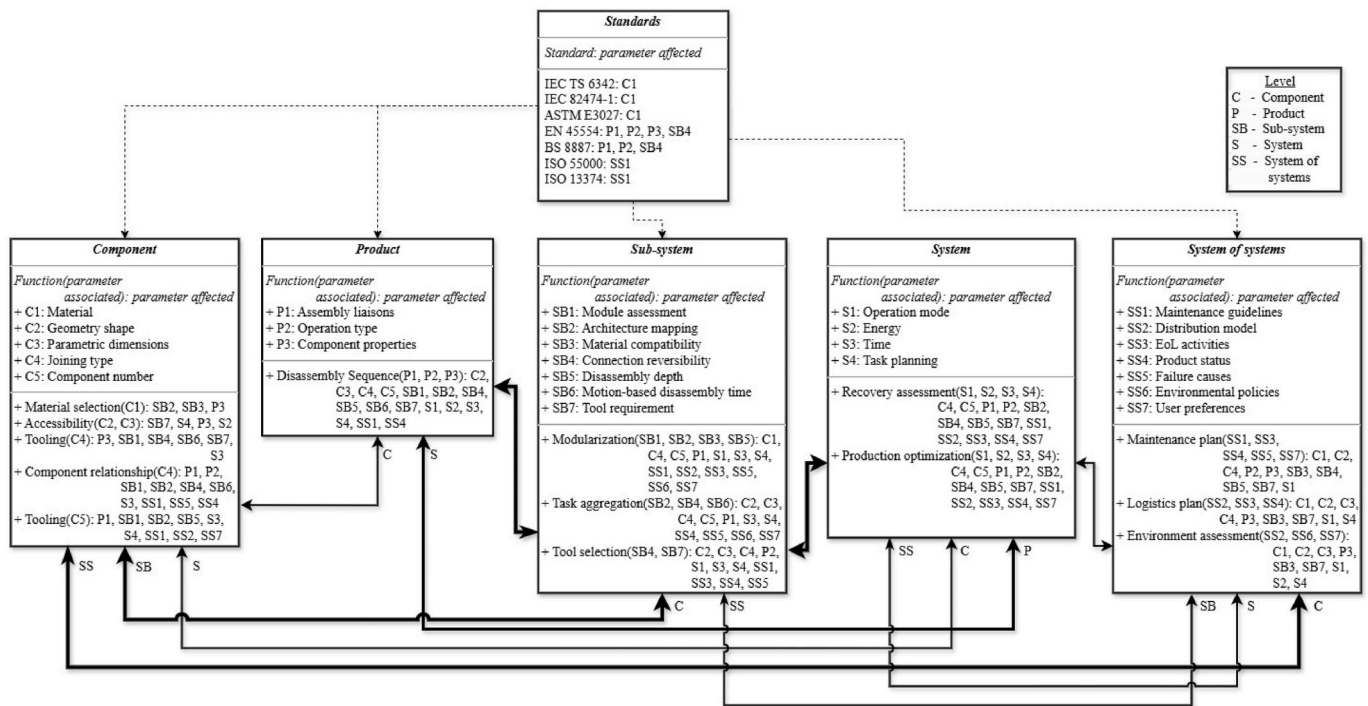 Standards
Standard: parameter affected
IEC TS 6342: C1
IEC 82474-1: C1
ASTM E3027: C1
EN 45554: P1, P2, P3, SB4
BS 8887: P1, P2, SB4
ISO 55000: SS1
ISO 13374: SS1
Level
C - Component
P - Product
SB - Sub-system
S - System
SS - System of
systems
Component
Function(parameter
associated): parameter affected
+ C1: Material
+ C2: Geometry shape
+ C3: Parametric dimensions
+ C4: Joining type
+ C5: Component number
+ Material selection(C1): SB2, SB3, P3
+ Accessibility(C2, C3): SB7, S4, P3, S2
+ Tooling(C4): P3, SB1, SB4, SB6, SB7,
S3
+ Component relationship(C4): P1, P2,
SB1, SB2, SB4, SB6,
S3, SS1, SS5, SS4
+ Tooling(C5): P1, SB1, SB2, SB5, S3,
S4, SS1, SS2, SS7
Product
Function(parameter
associated): parameter affected
+ P1: Assembly liaisons
+ P2: Operation type
+ P3: Component properties
+ Disassembly Sequence(P1, P2, P3): C2,
C3, C4, C5, SB1, SB2, SB4,
SB5, SB6, SB7, S1, S2, S3,
S4, SS1, SS4
Sub-system
Function(parameter
associated): parameter affected
+ SB1: Module assessment
+ SB2: Architecture mapping
+ SB3: Material compatibility
+ SB4: Connection reversibility
+ SB5: Disassembly depth
+ SB6: Motion-based disassembly time
+ SB7: Tool requirement
+ Modularization(SB1, SB2, SB3, SB5): C1,
C4, C5, P1, S1, S3, S4,
SS1, SS2, SS3, SS5,
SS6, SS7
+ Task aggregation(SB2, SB4, SB6): C2, C3,
C4, C5, P1, S3, S4,
SS4, SS5, SS6, SS7
+ Tool selection(SB4, SB7): C2, C3, C4, P2,
S1, S3, S4, SS1,
SS3, SS4, SS5
System
Function(parameter
associated): parameter affected
+ S1: Operation mode
+ S2: Energy
+ S3: Time
+ S4: Task planning
+ Recovery assessment(S1, S2, S3, S4):
C4, C5, P1, P2, SB2,
SB4, SB5, SB7, SS1,
SS2, SS3, SS4, SS7
+ Production optimization(S1, S2, S3, S4):
C4, C5, P1, P2, SB2,
SB4, SB5, SB7, SS1,
SS2, SS3, SS4, SS7
System of systems
Function(parameter
associated): parameter affected
+ SS1: Maintenance guidelines
+ SS2: Distribution model
+ SS3: EoL activities
+ SS4: Product status
+ SS5: Failure causes
+ SS6: Environmental policies
+ SS7: User preferences
+ Maintenance plan(SS1, SS3,
SS4, SS5, SS7): C1, C2,
C4, P2, P3, SB3, SB4,
SB5, SB7, S1
+ Logistics plan(SS2, SS3, SS4): C1, C2, C3,
C4, P3, SB3, SB7, S1, S4
+ Environment assessment(SS2, SS6, SS7):
C1, C2, C3, P3,
SB3, SB7, S1,
S2, S4
C
S
SS
SB
S
SS
C
P
C
SS
SB
S
C